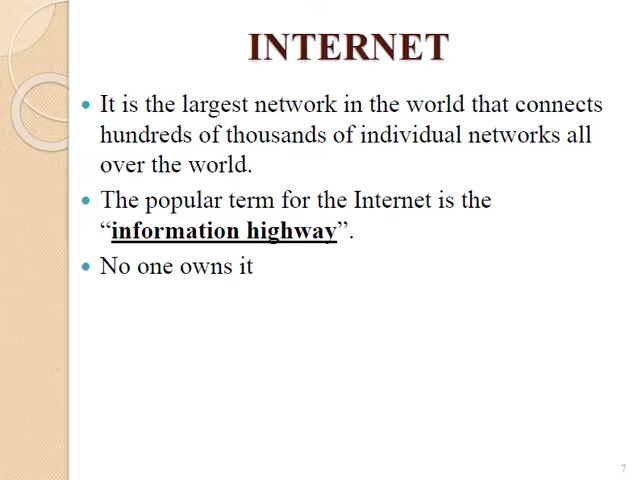 INTERNET
• It is the largest network in the world that connects
hundreds of thousands of individual networks all
over the world.
• The popular term for the Internet is the
“information highway”.
• No one owns it
7